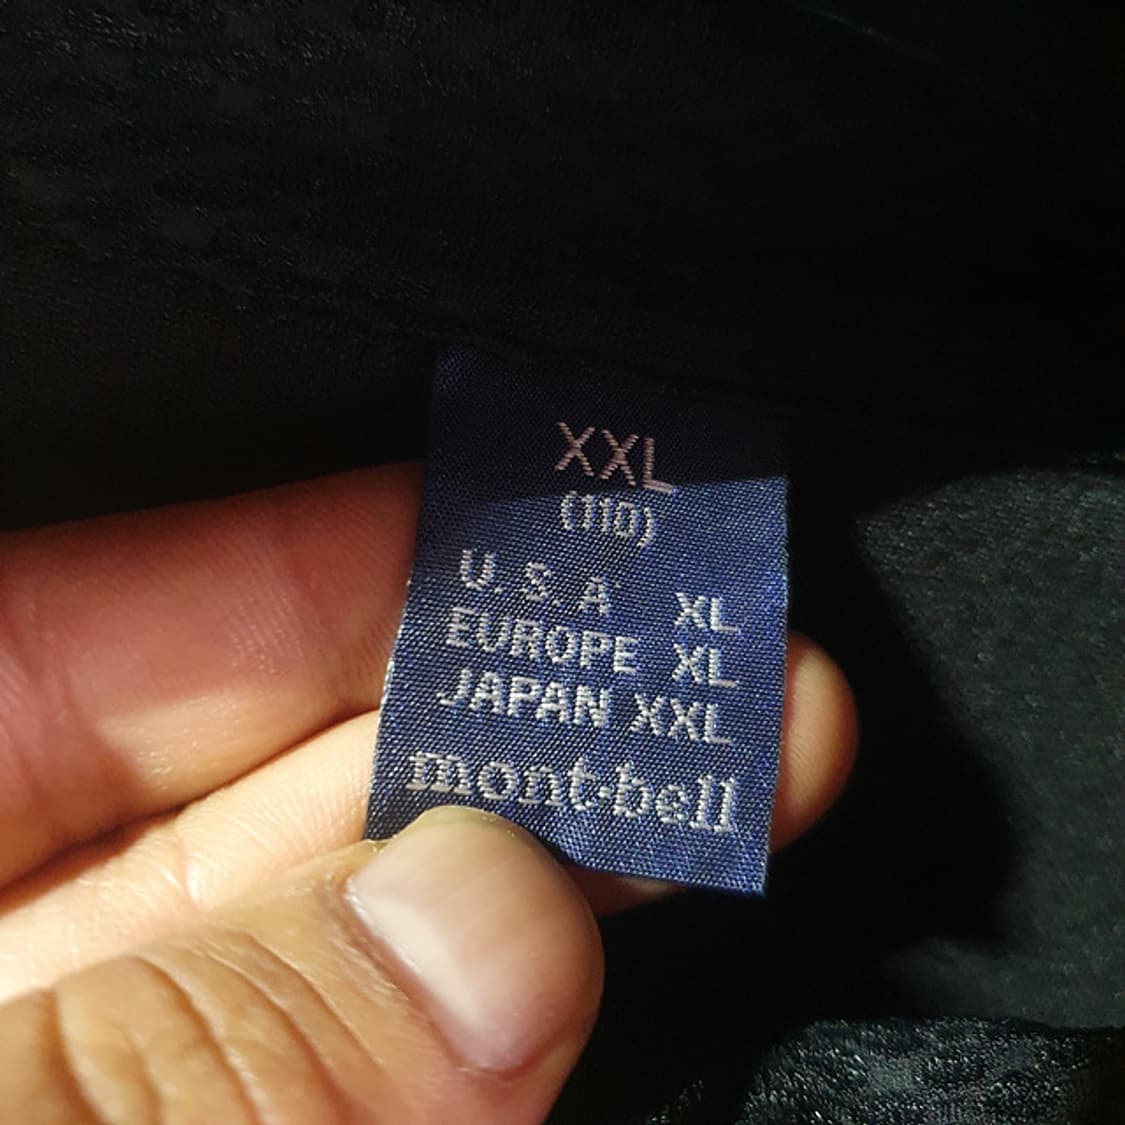 XXL
(110)
U.S.A XL
EUROPE XL
JAPAN XXL
mont-bell